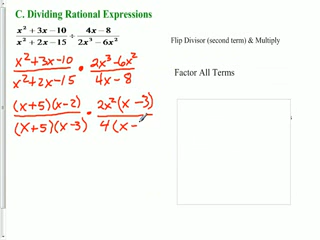 C. Dividing Rational Expressions
x² + 3x − 10 / x² + 2x − 15 ÷ 4x − 8 / 2x³ − 6x²
Flip Divisor (second term) & Multiply
x² + 3x − 10 / x² + 2x − 15 · 2x³ − 6x² / 4x − 8
Factor All Terms
(x + 5)(x − 2) / (x + 5)(x − 3) · 2x²(x − 3) / 4(x −